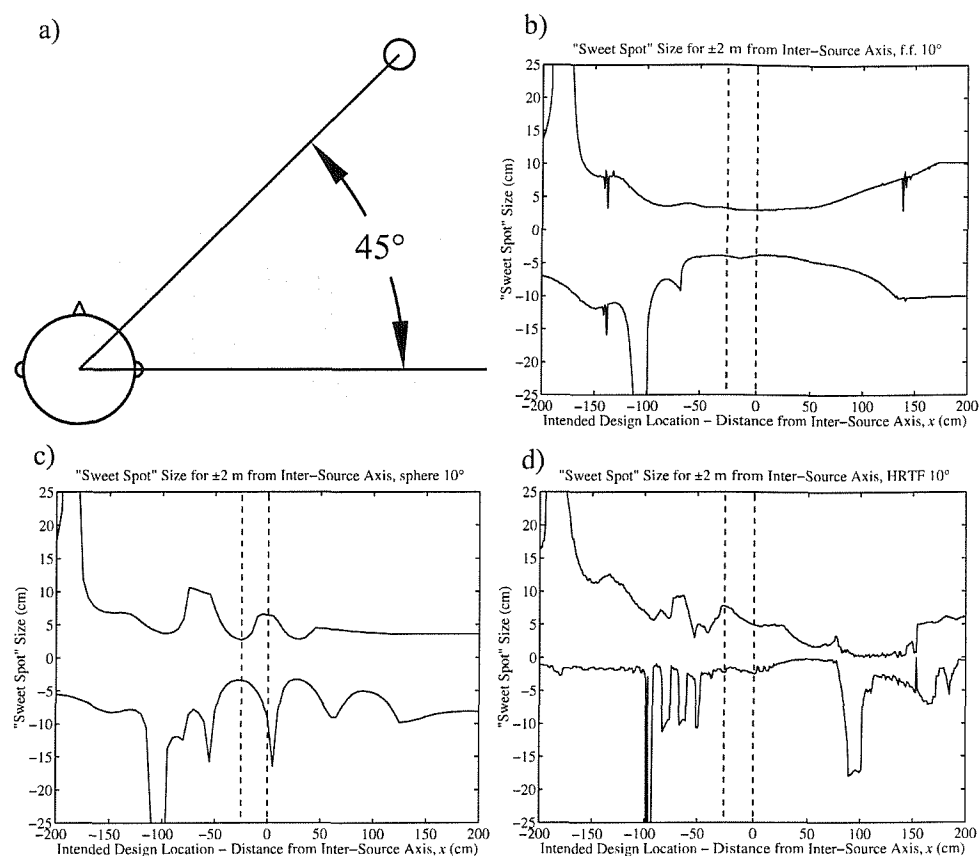 a)
45°
b)
"Sweet Spot" Size for ±2 m from Inter-Source Axis, f.f. 10°
"Sweet Spot" Size (cm)
25
20
15
10
5
0
−5
−10
−15
−20
−25
−200 −150 −100 −50 0 50 100 150 200
Intended Design Location − Distance from Inter−Source Axis, x (cm)
c)
"Sweet Spot" Size for ±2 m from Inter−Source Axis, sphere 10°
"Sweet Spot" Size (cm)
25
20
15
10
5
0
−5
−10
−15
−20
−25
−200 −150 −100 −50 0 50 100 150 200
Intended Design Location − Distance from Inter−Source Axis, x (cm)
d)
"Sweet Spot" Size for ±2 m from Inter−Source Axis, HRTF 10°
"Sweet Spot" Size (cm)
25
20
15
10
5
0
−5
−10
−15
−20
−25
−200 −150 −100 −50 0 50 100 150 200
Intended Design Location − Distance from Inter−Source Axis, x (cm)